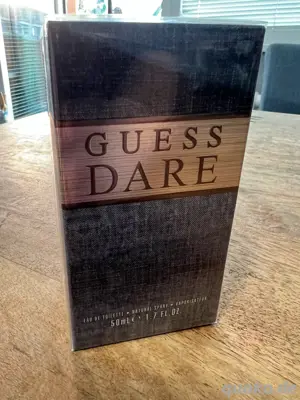 GUESS
DARE
EAU DE TOILETTE • NATURAL SPRAY • VAPORISATEUR
50mL • 1.7 FL.OZ